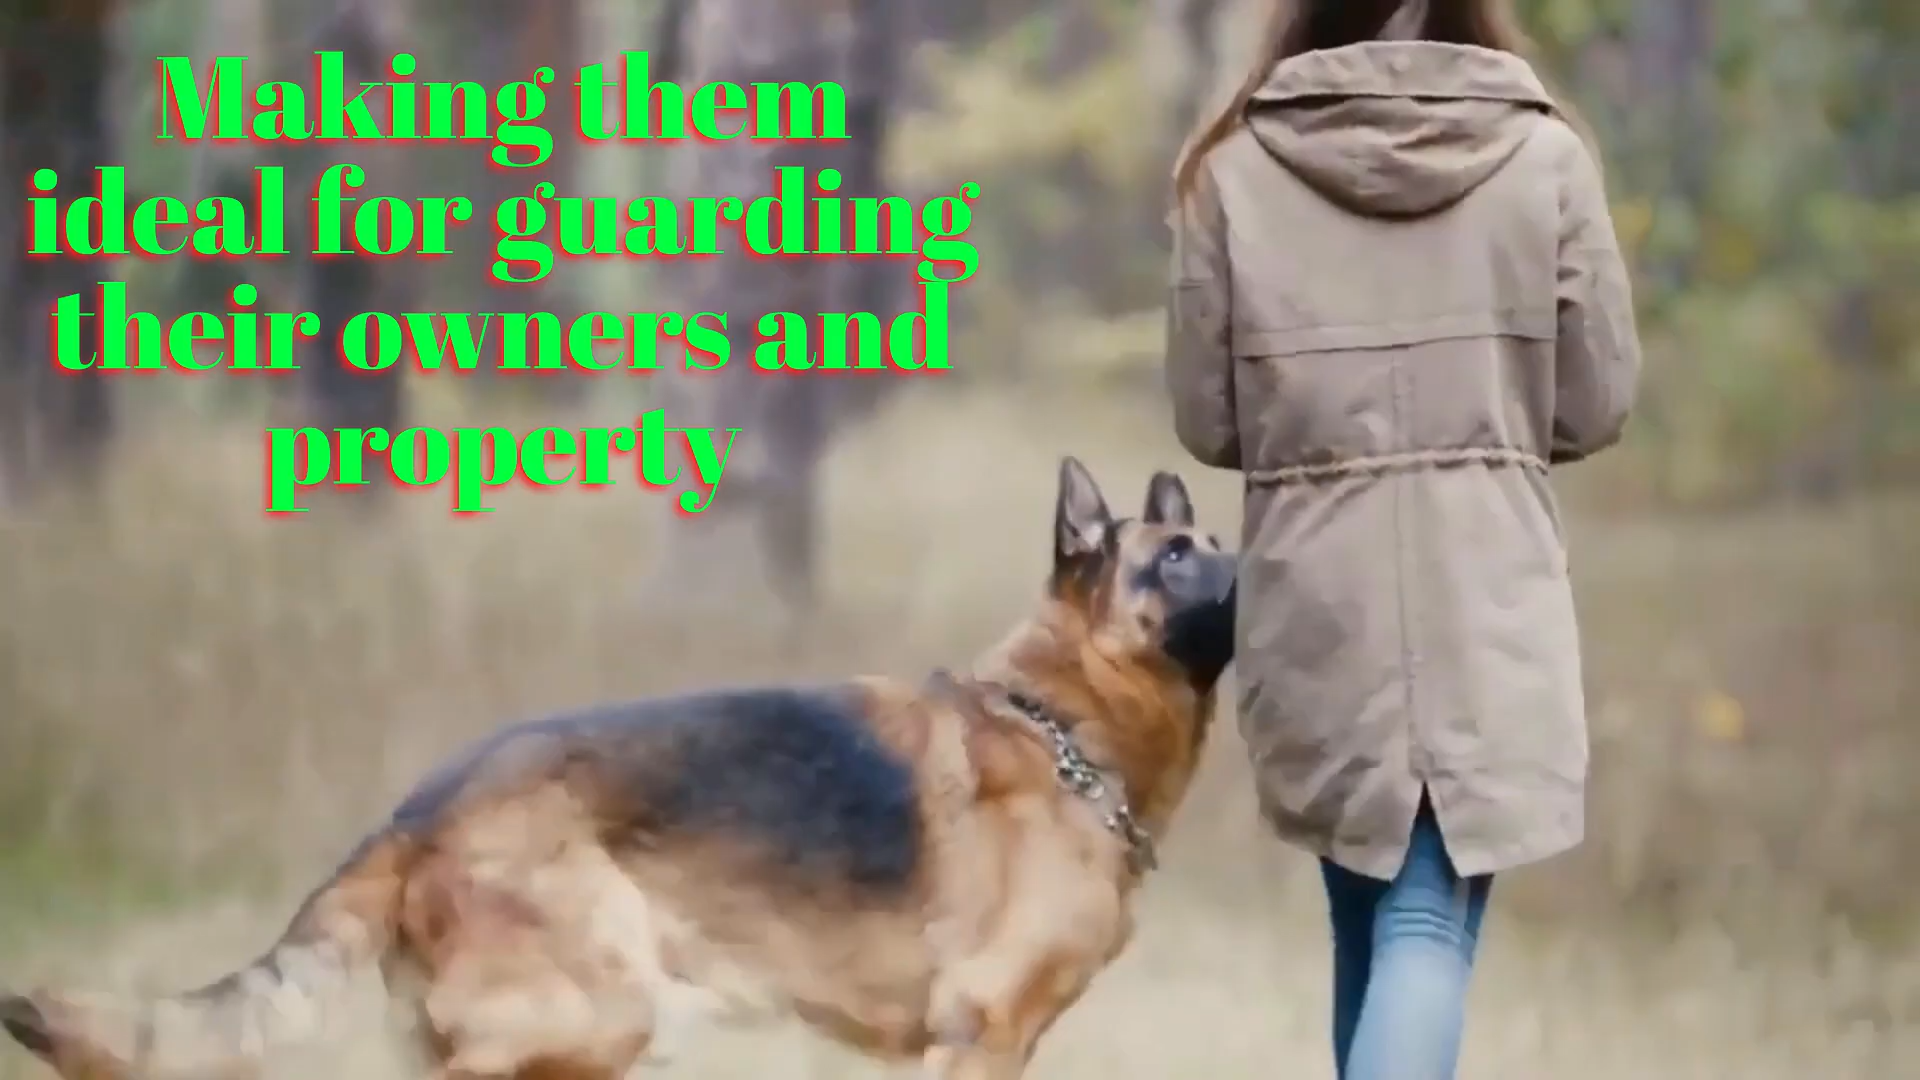 Making them
ideal for guarding
their owners and
property